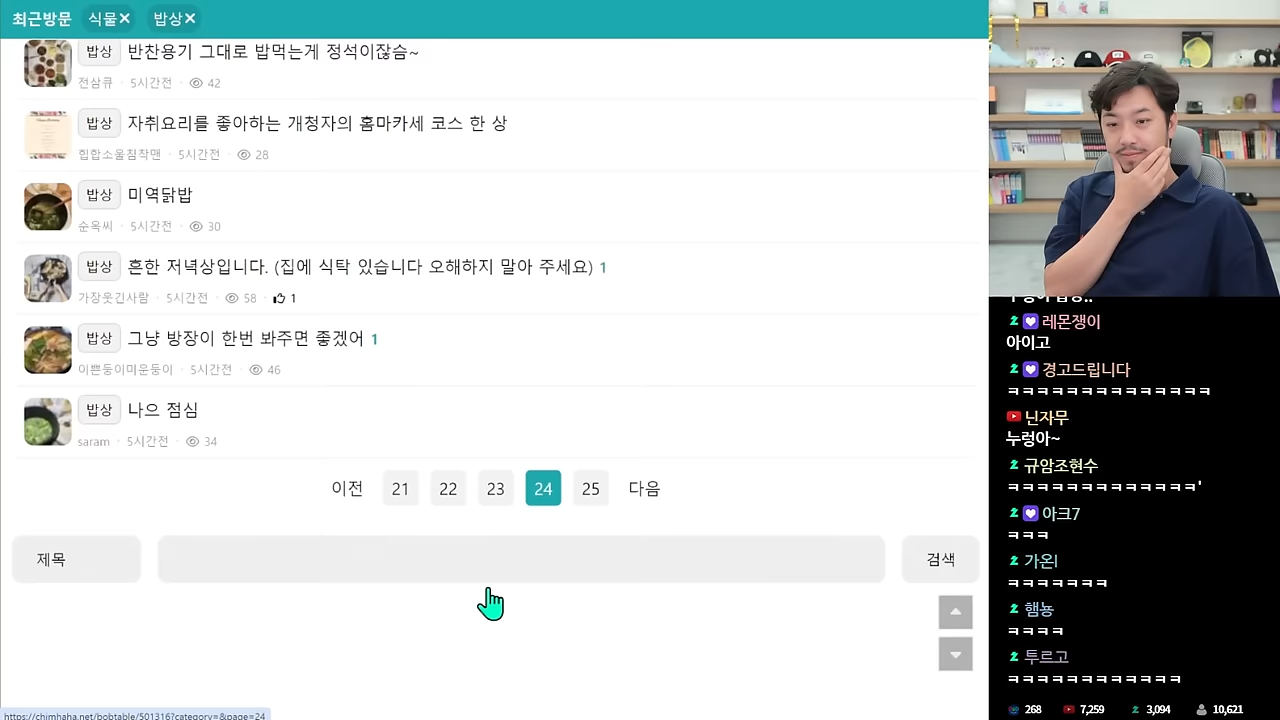 최근방문 식물✕ 밥상✕
밥상 반찬용기 그대로 밥먹는게 정석이잖슴~
전삼큐 · 5시간전 · 42
밥상 자취요리를 좋아하는 개청자의 홈마카세 코스 한 상
힙합소울침착맨 · 5시간전 · 28
밥상 미역닭밥
순옥씨 · 5시간전 · 30
밥상 흔한 저녁상입니다. (집에 식탁 있습니다 오해하지 말아 주세요) 1
가장웃긴사람 · 5시간전 · 58 · 1
밥상 그냥 방장이 한번 봐주면 좋겠어 1
이쁜둥이미운둥이 · 5시간전 · 46
밥상 나으 점심
saram · 5시간전 · 34
이전 21 22 23 24 25 다음
제목 검색
https://chimhaha.net/bobtable/501316?category=&page=24
레몬쟁이
아이고
경고드립니다
ㅋㅋㅋㅋㅋㅋㅋㅋㅋㅋㅋㅋㅋㅋ
닌자무
누렁아~
규암조현수
ㅋㅋㅋㅋㅋㅋㅋㅋㅋㅋㅋㅋㅋ'
아크7
ㅋㅋㅋ
가온l
ㅋㅋㅋㅋㅋㅋㅋ
햄뇽
ㅋㅋㅋㅋ
투르고
ㅋㅋㅋㅋㅋㅋㅋㅋㅋㅋㅋㅋ
268 7,259 3,094 10,621